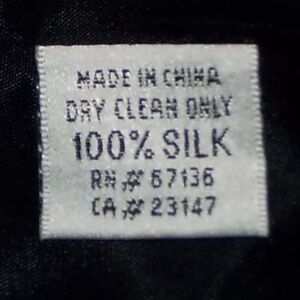 MADE IN CHINA
DRY CLEAN ONLY
100% SILK
RN # 67136
CA # 23147